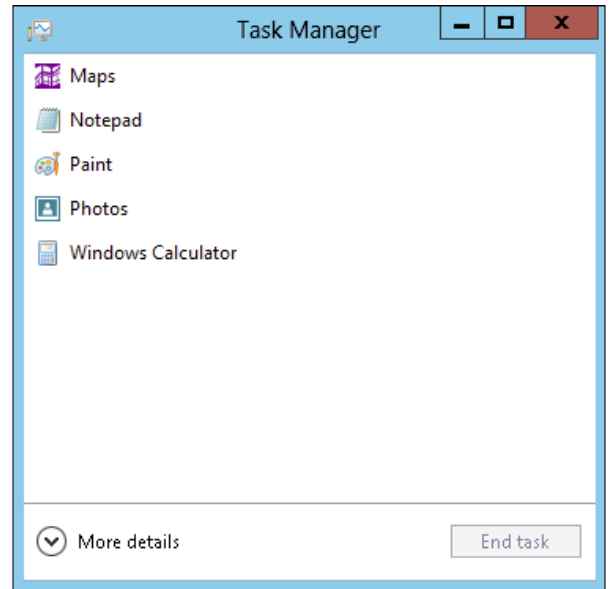 Task Manager
Maps
Notepad
Paint
Photos
Windows Calculator
More details
End task